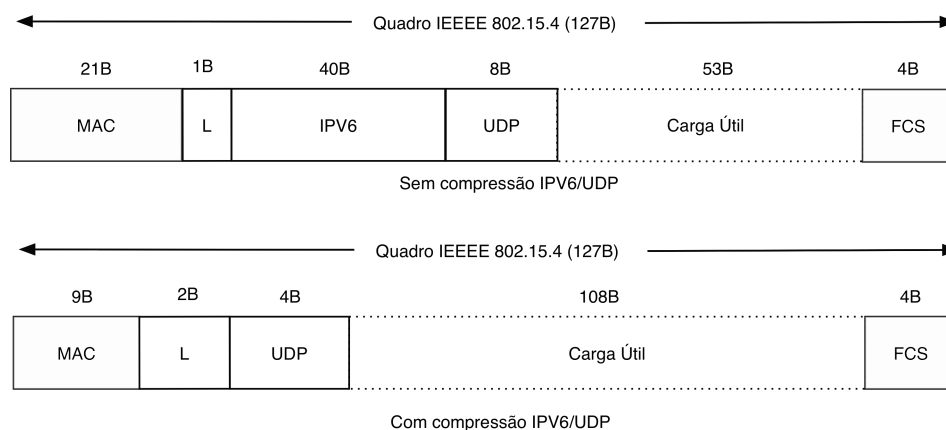 Quadro IEEEE 802.15.4 (127B)
21B 1B 40B 8B 53B 4B
MAC L IPV6 UDP Carga Útil FCS
Sem compressão IPV6/UDP
Quadro IEEEE 802.15.4 (127B)
9B 2B 4B 108B 4B
MAC L UDP Carga Útil FCS
Com compressão IPV6/UDP